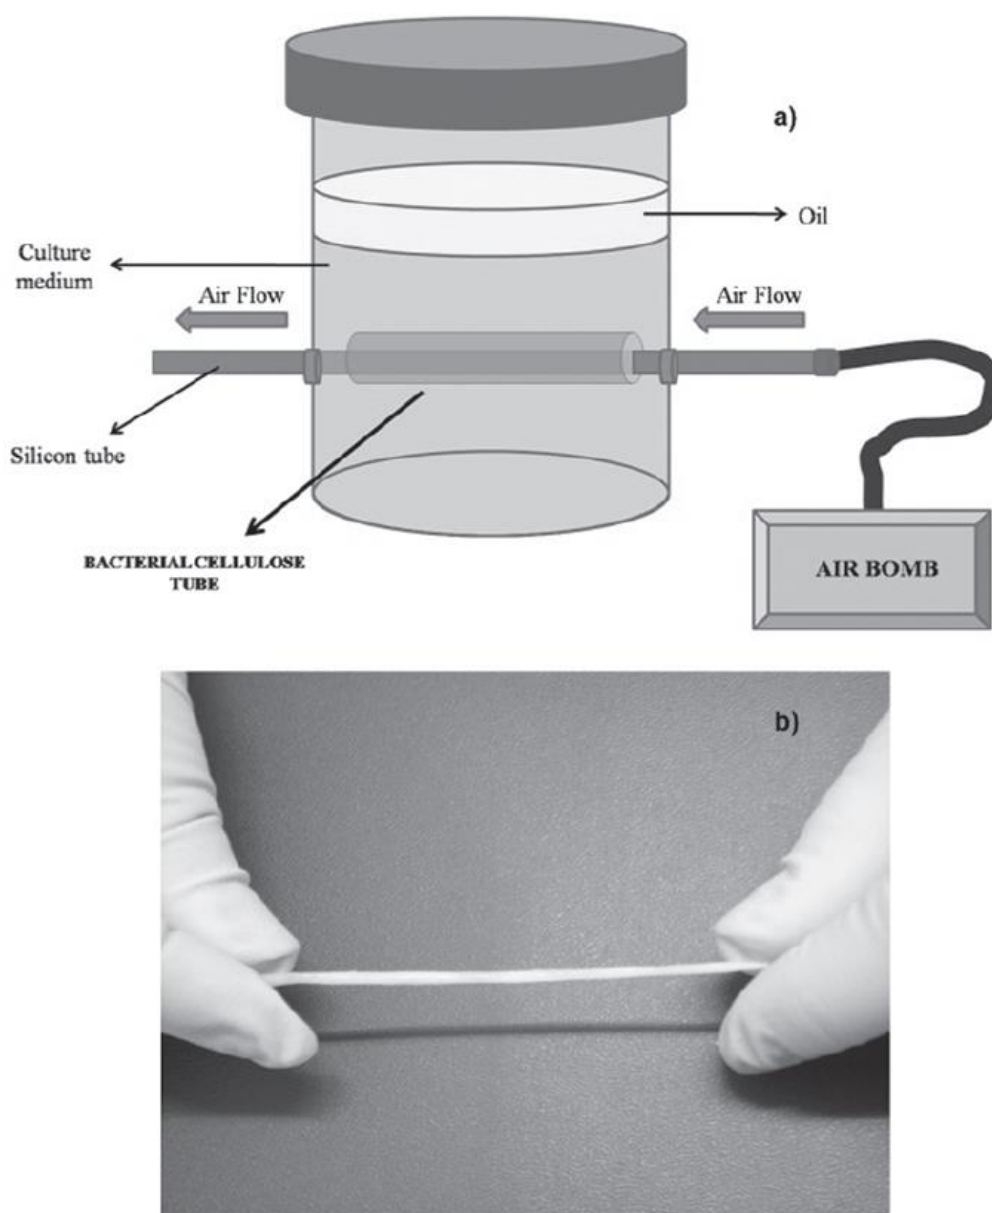 a)
Oil
Culture
medium
Air Flow
Air Flow
Silicon tube
BACTERIAL CELLULOSE
TUBE
AIR BOMB
b)